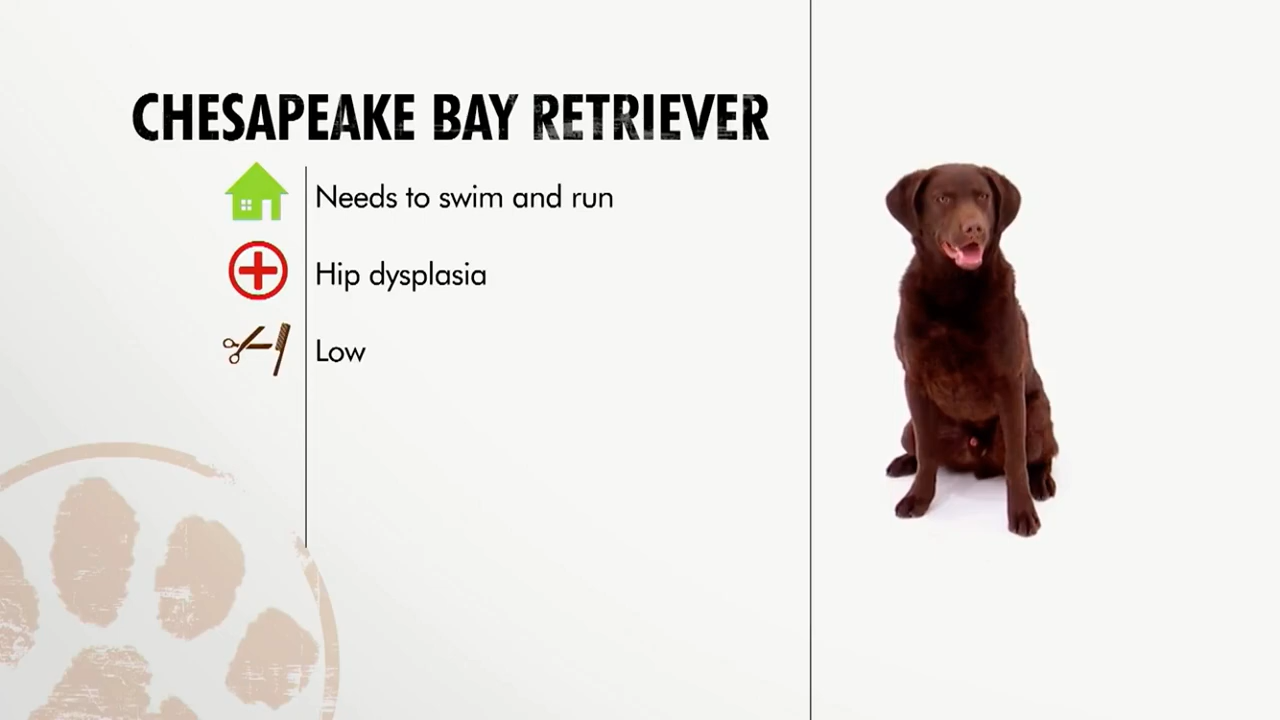 CHESAPEAKE BAY RETRIEVER
Needs to swim and run
Hip dysplasia
Low